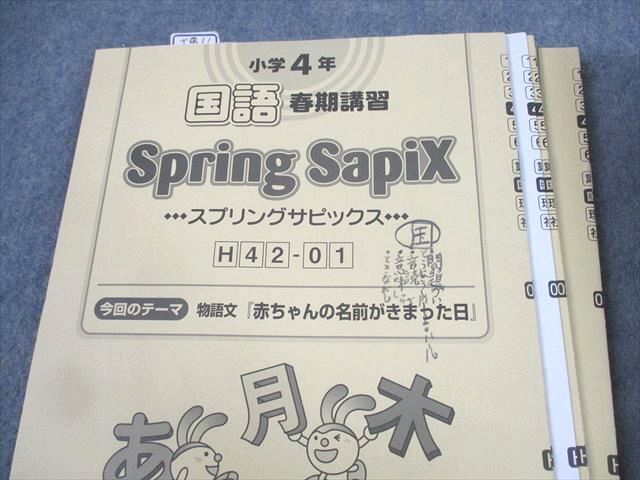 小学4年
国語 春期講習
Spring SapiX
スプリングサピックス
H42-01
国
今回のテーマ 物語文 『赤ちゃんの名前がきまった日』
あ 月 木